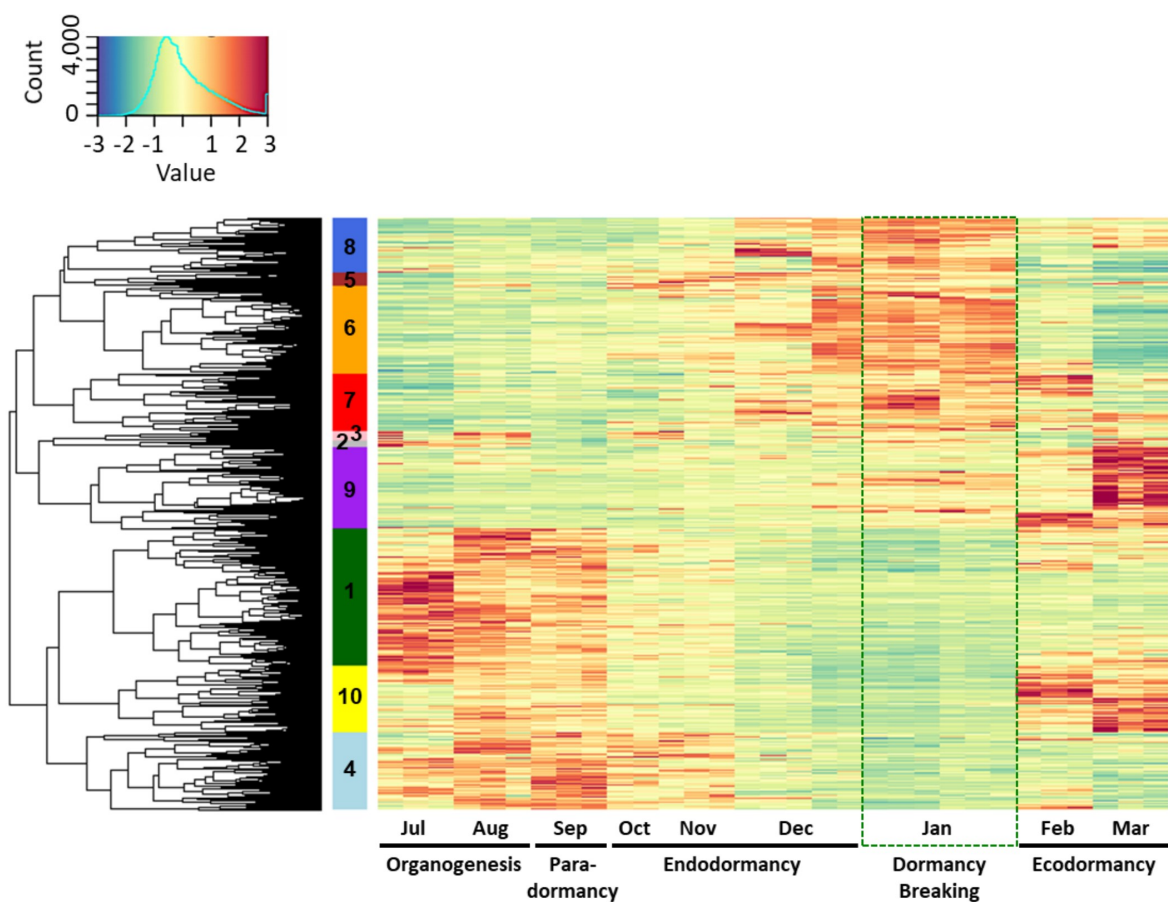 Count
4,000
0
-3 -2 -1 1 2 3
Value
8
5
6
7
3
2
9
1
10
4
Jul Aug Sep Oct Nov Dec Jan Feb Mar
Organogenesis Para- Endodormancy Dormancy Ecodormancy
dormancy Breaking